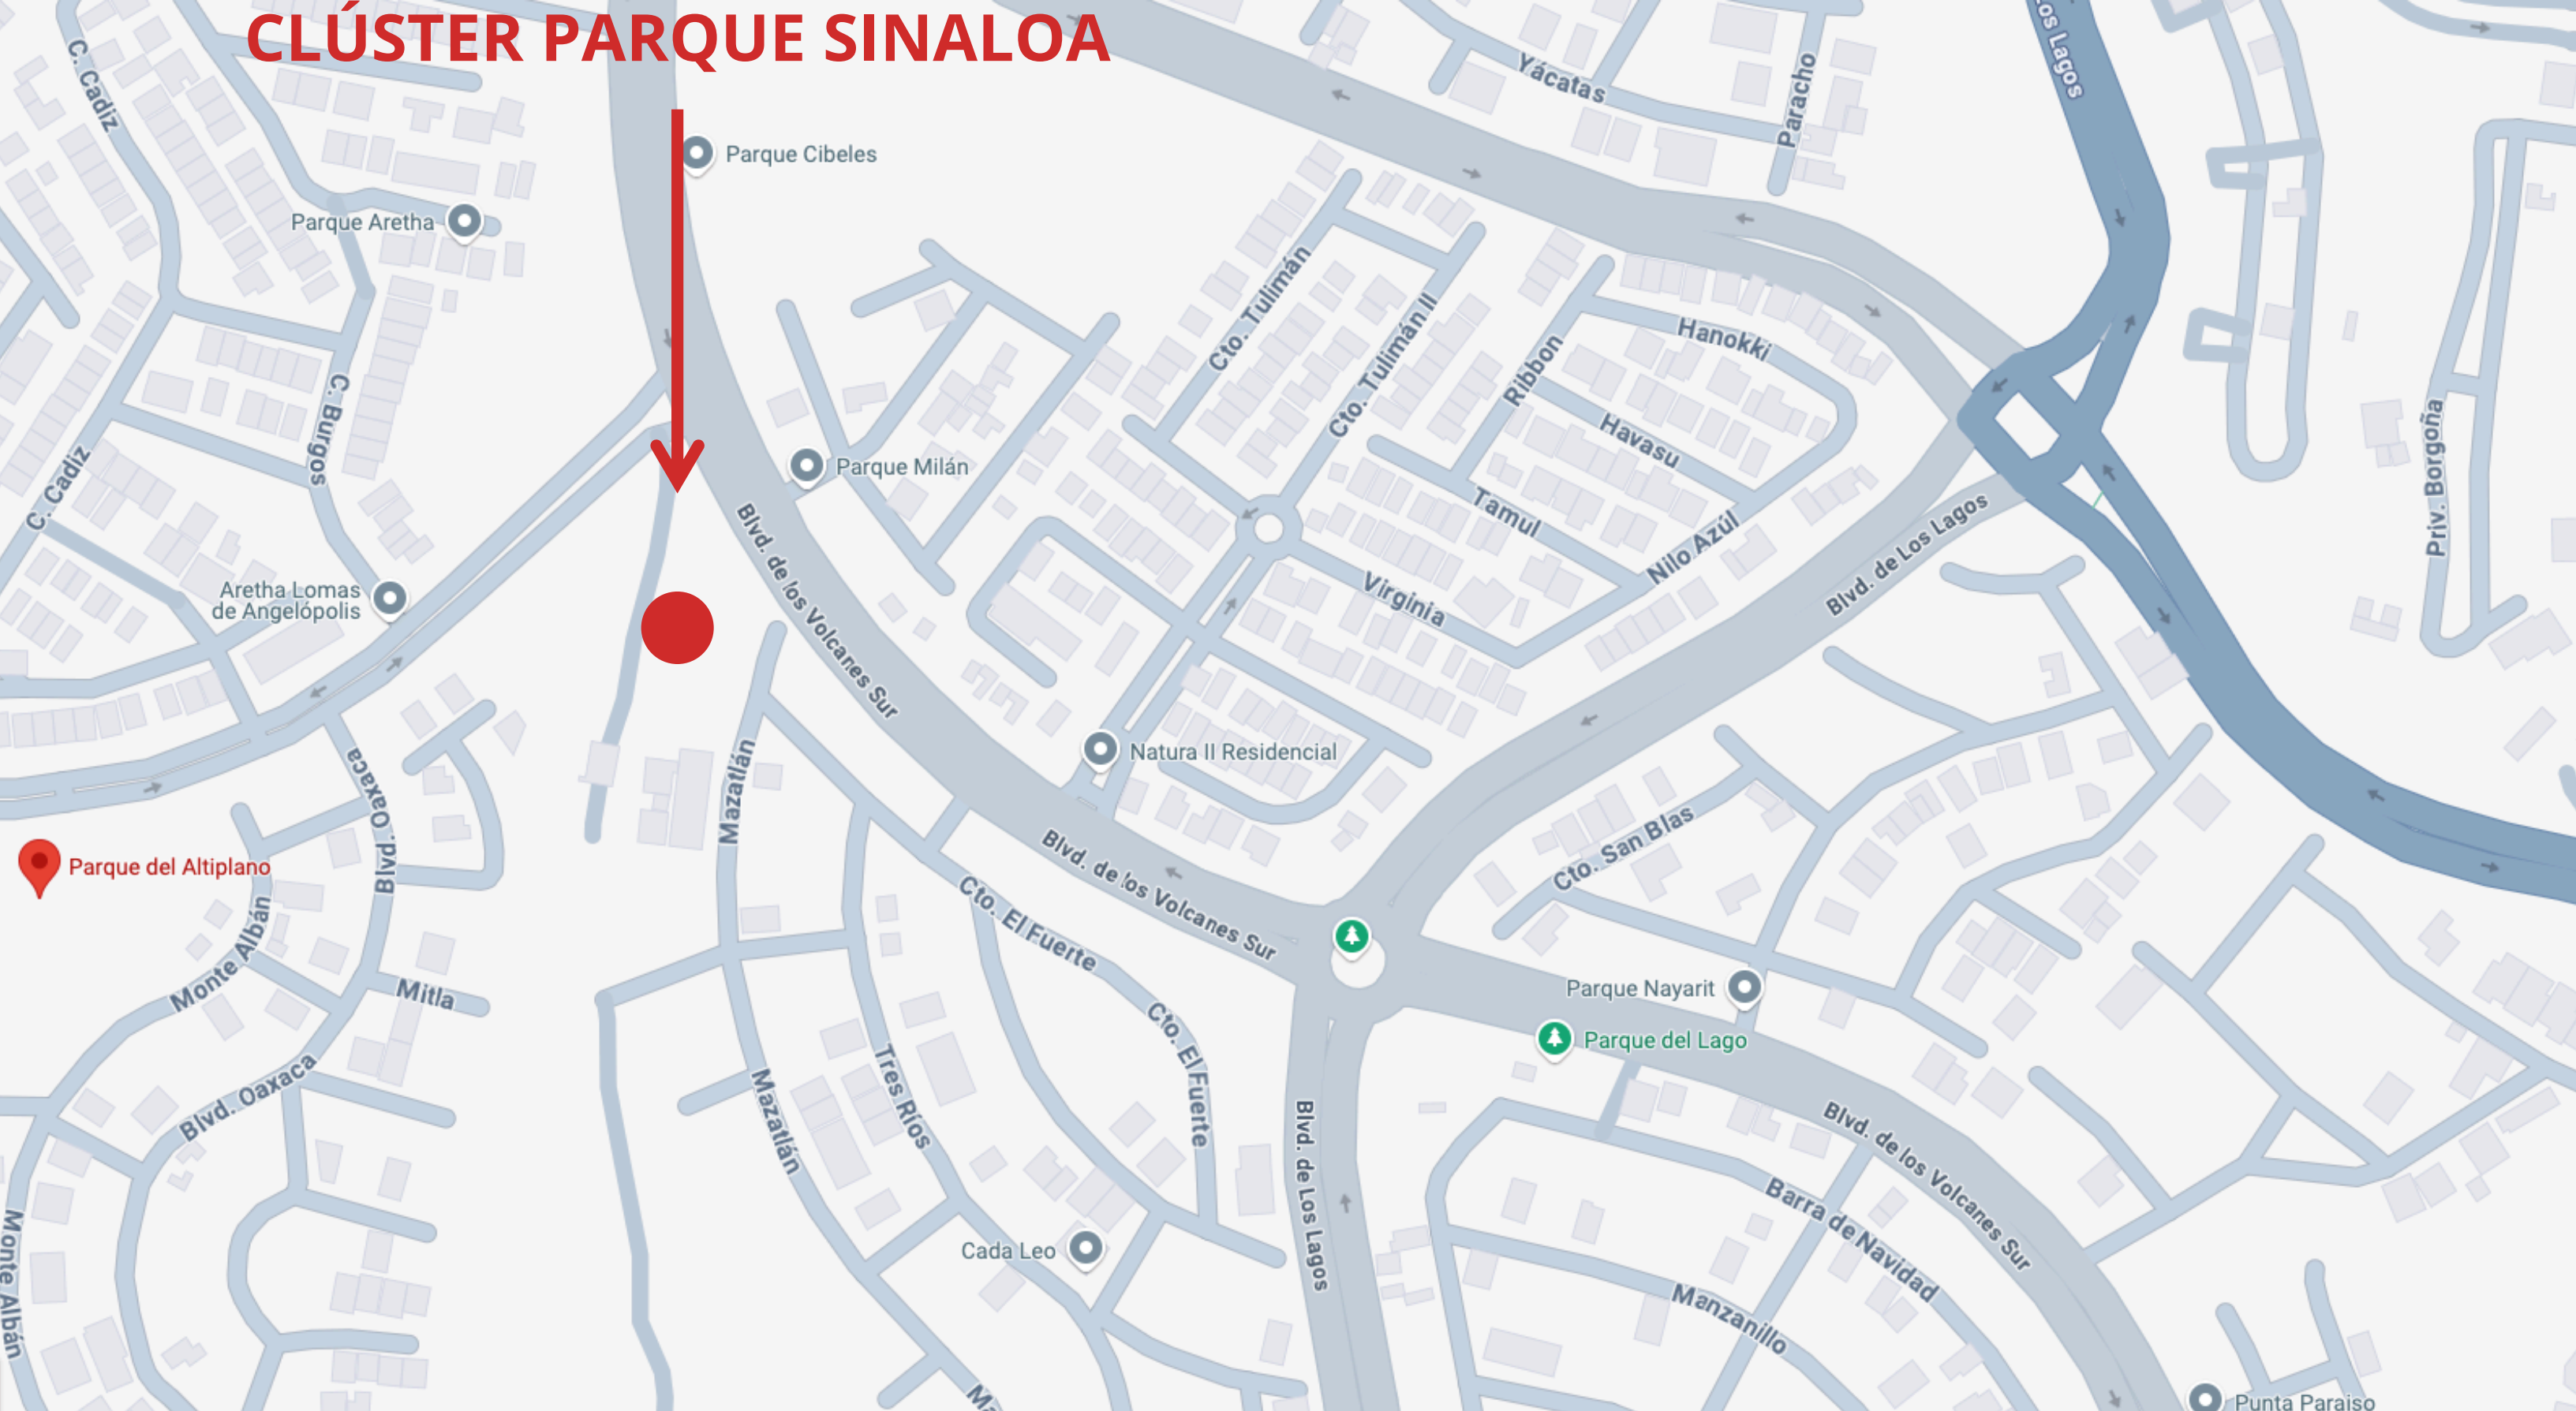 CLÚSTER PARQUE SINALOA
Los Lagos
C. Cadiz
Yácatas
Paracho
Parque Cibeles
Parque Aretha
Cto. Tulimán
Cto. Tulimán II
Hanokki
Ribbon
Havasu
C. Burgos
Parque Milán
C. Cadiz
Tamul
Nilo Azúl
Priv. Borgoña
Blvd. de Los Lagos
Blvd. de los Volcanes Sur
Virginia
Aretha Lomas
de Angelópolis
Natura II Residencial
Mazatlán
Blvd. Oaxaca
Cto. San Blas
Parque del Altiplano
Blvd. de los Volcanes Sur
Cto. El Fuerte
Monte Albán
Mitla
Parque Nayarit
Parque del Lago
Cto. El Fuerte
Tres Ríos
Blvd. Oaxaca
Mazatlán
Blvd. de Los Lagos
Blvd. de los Volcanes Sur
Barra de Navidad
Cada Leo
Monte Albán
Manzanillo
Punta Paraiso